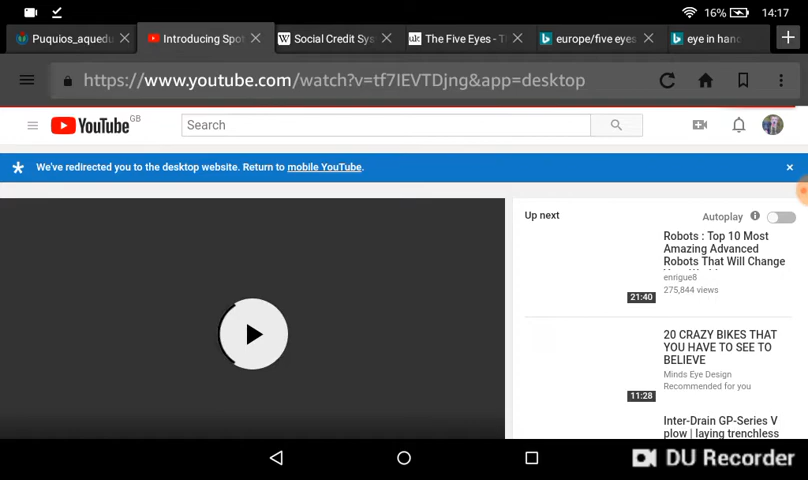 16% 14:17
Puquios_aquedu
Introducing Spot
Social Credit Sys
The Five Eyes - Th
europe/five eyes
eye in hand
https://www.youtube.com/watch?v=tf7IEVTDjng&app=desktop
YouTube GB
Search
We've redirected you to the desktop website. Return to mobile YouTube.
Up next
Autoplay
Robots : Top 10 Most
Amazing Advanced
Robots That Will Change
enrigue8
275,844 views
21:40
20 CRAZY BIKES THAT
YOU HAVE TO SEE TO
BELIEVE
Minds Eye Design
Recommended for you
11:28
Inter-Drain GP-Series V
plow | laying trenchless
DU Recorder